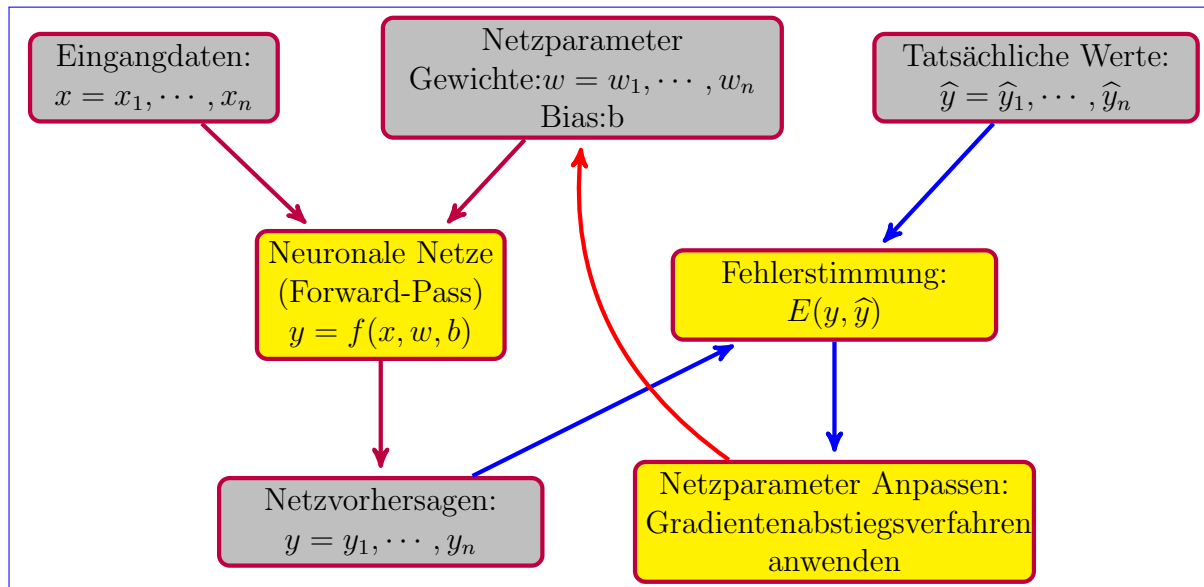 Eingangdaten:
x = x₁, ⋯ , xₙ
Netzparameter
Gewichte:w = w₁, ⋯ , wₙ
Bias:b
Tatsächliche Werte:
ŷ = ŷ₁, ⋯ , ŷₙ
Neuronale Netze
(Forward-Pass)
y = f(x, w, b)
Fehlerstimmung:
E(y, ŷ)
Netzvorhersagen:
y = y₁, ⋯ , yₙ
Netzparameter Anpassen:
Gradientenabstiegsverfahren
anwenden